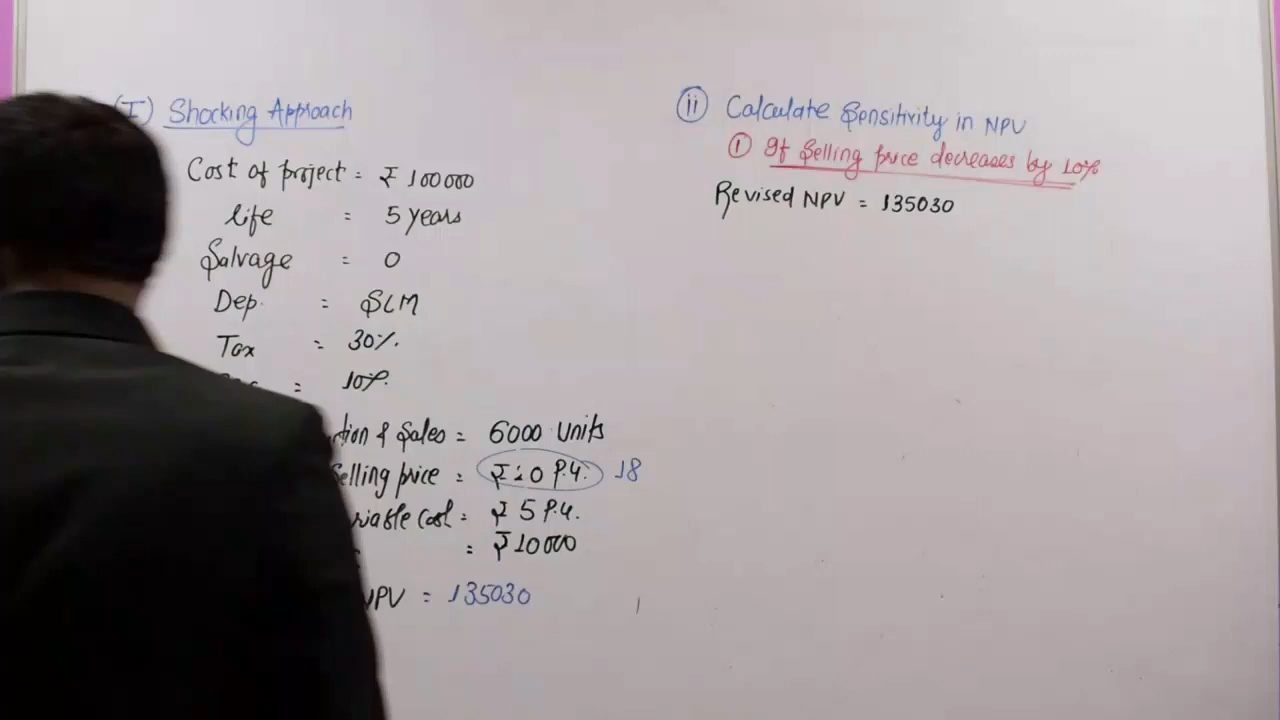 (I) Shocking Approach
Cost of project = ₹ 100000
life = 5 years
Salvage = 0
Dep. = SLM
Tax = 30%.
= 10%.
tion & Sales = 6000 Units
elling price = P.U. 18
riable cost = ₹ 5 P.U.
= ₹ 10000
NPV = 135030
(ii) Calculate Sensitivity in NPV
(1) If Selling price decreases by 10%
Revised NPV = 135030